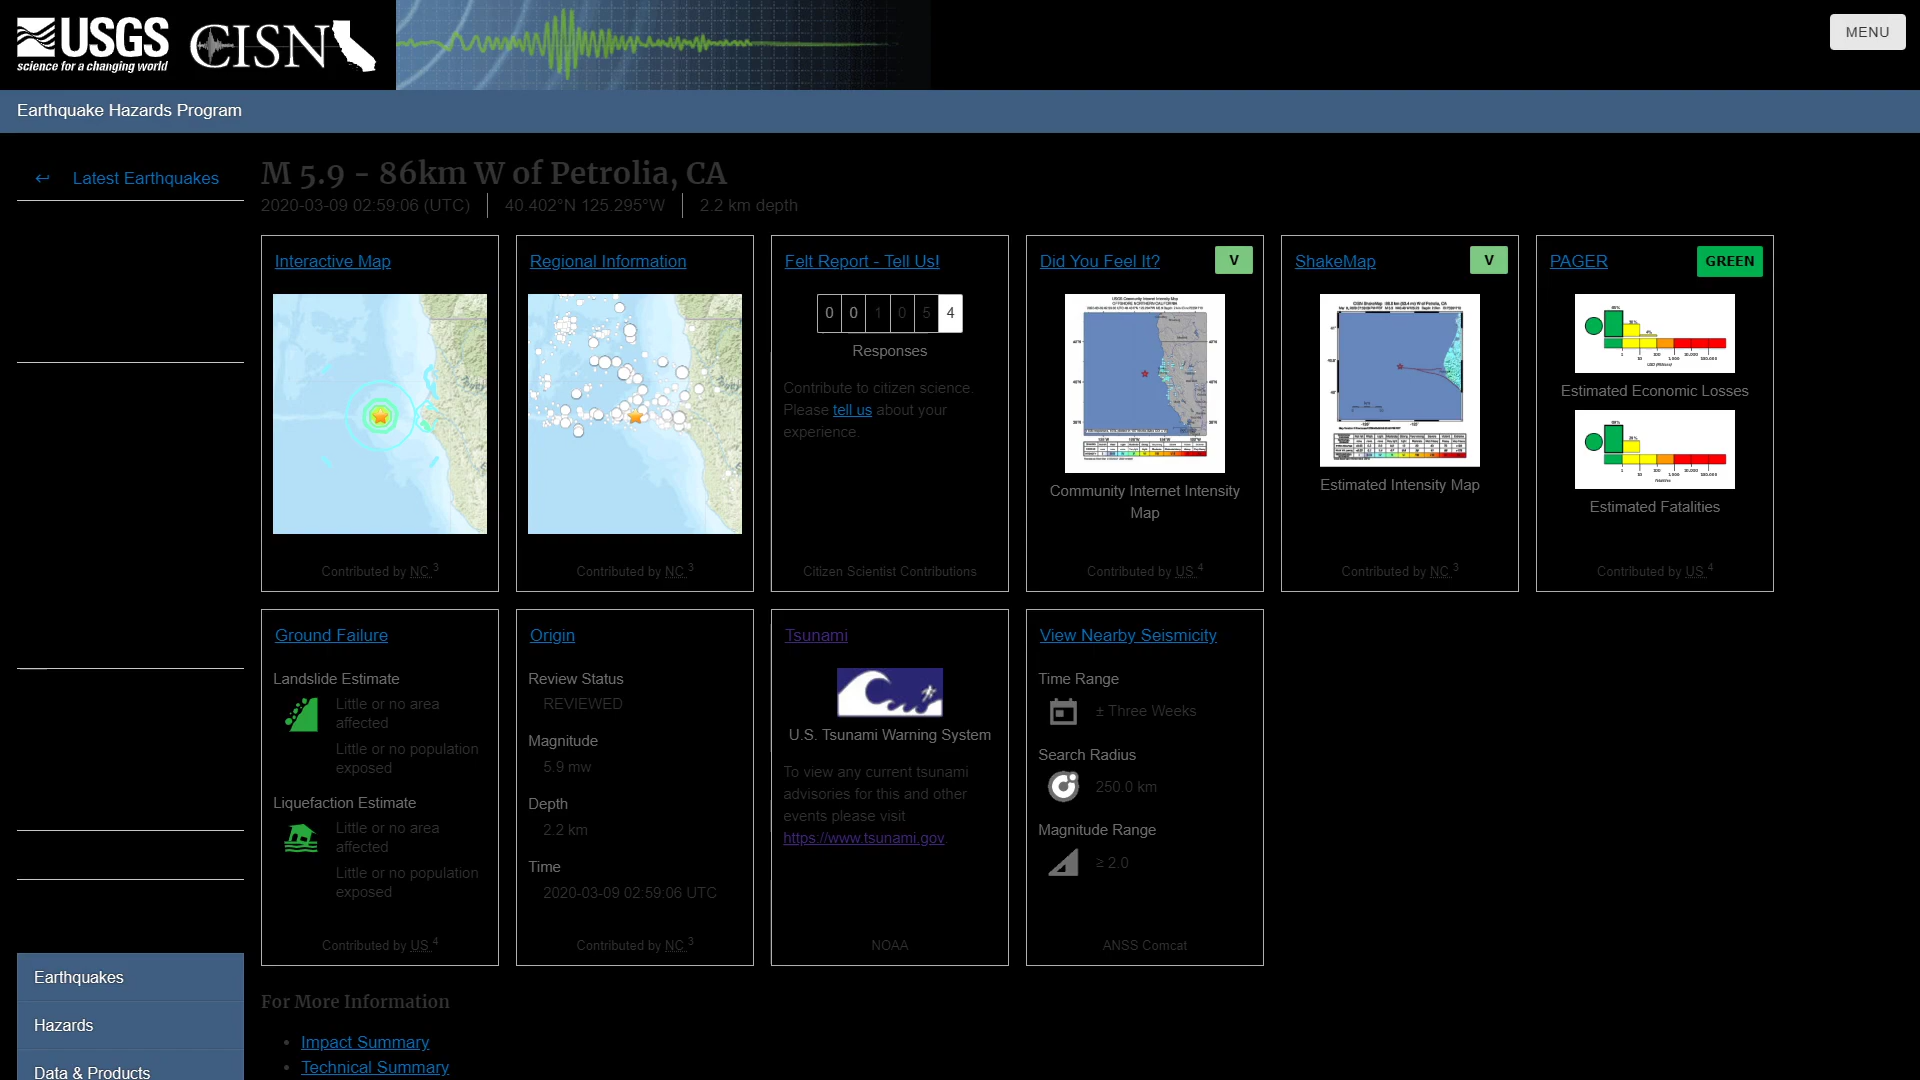 USGS
science for a changing world
CISN
MENU
Earthquake Hazards Program
Latest Earthquakes
M 5.9 - 86km W of Petrolia, CA
2020-03-09 02:59:06 (UTC)
40.402°N 125.295°W
2.2 km depth
Interactive Map
Contributed by NC 3
Regional Information
Contributed by NC 3
Felt Report - Tell Us!
0 0 1 0 5 4
Responses
Contribute to citizen science.
Please tell us about your
experience.
Citizen Scientist Contributions
Did You Feel It?
V
Community Internet Intensity
Map
Contributed by US 4
ShakeMap
V
Estimated Intensity Map
Contributed by NC 3
PAGER
GREEN
Estimated Economic Losses
Estimated Fatalities
Contributed by US 4
Ground Failure
Landslide Estimate
Little or no area
affected
Little or no population
exposed
Liquefaction Estimate
Little or no area
affected
Little or no population
exposed
Contributed by US 4
Origin
Review Status
REVIEWED
Magnitude
5.9 mw
Depth
2.2 km
Time
2020-03-09 02:59:06 UTC
Contributed by NC 3
Tsunami
U.S. Tsunami Warning System
To view any current tsunami
advisories for this and other
events please visit
https://www.tsunami.gov
NOAA
View Nearby Seismicity
Time Range
± Three Weeks
Search Radius
250.0 km
Magnitude Range
≥ 2.0
ANSS Comcat
Earthquakes
Hazards
Data & Products
For More Information
• Impact Summary
• Technical Summary